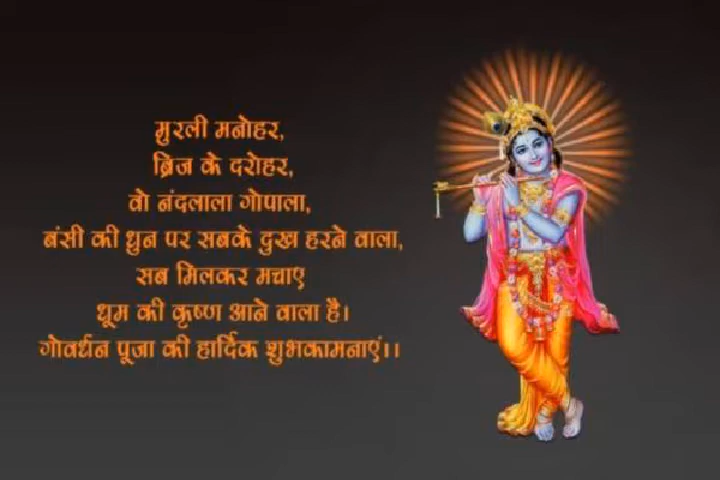 मुरली मनोहर,
ब्रिज के दरोहर,
वो नंदलाला गोपाला,
बंसी की धुन पर सबके दुख हरने वाला,
सब मिलकर मचाए
धूम की कृष्ण आने वाला है।
गोवर्धन पूजा की हार्दिक शुभकामनाएं।।